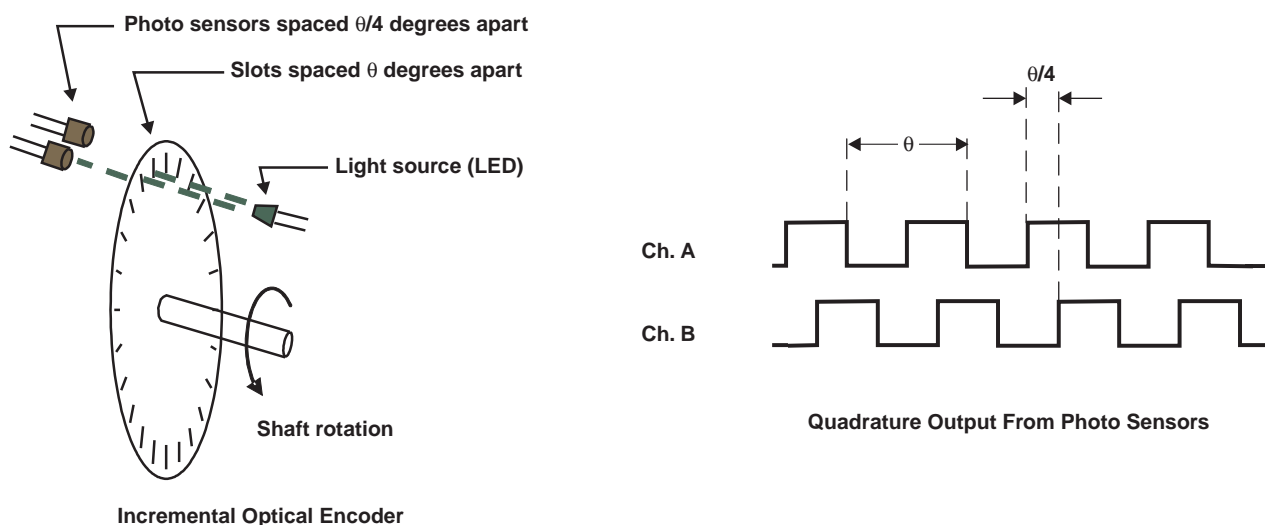 Photo sensors spaced θ/4 degrees apart
Slots spaced θ degrees apart
Light source (LED)
Shaft rotation
Incremental Optical Encoder
θ/4
θ
Ch. A
Ch. B
Quadrature Output From Photo Sensors